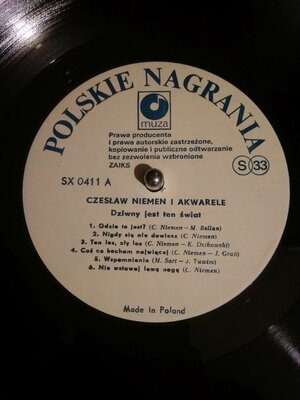 POLSKIE NAGRANIA
muza
Prawa producenta
i prawa autorskie zastrzeżone,
kopiowanie i publiczne odtwarzanie
bez zezwolenia wzbronione
ZAIKS
S 33
SX 0411 A
CZESŁAW NIEMEN I AKWARELE
Dziwny jest ten świat
1. Gdzie to jest? (C. Niemen — M. Bellan)
2. Nigdy się nie dowiesz (C. Niemen)
3. Ten los, zły los (C. Niemen — K. Dzikowski)
4. Coś co kocham najwięcej (C. Niemen — J. Grań)
5. Wspomnienie (M. Sart — J. Tuwim)
6. Nie wstawaj lewą nogą (C. Niemen)
Made in Poland